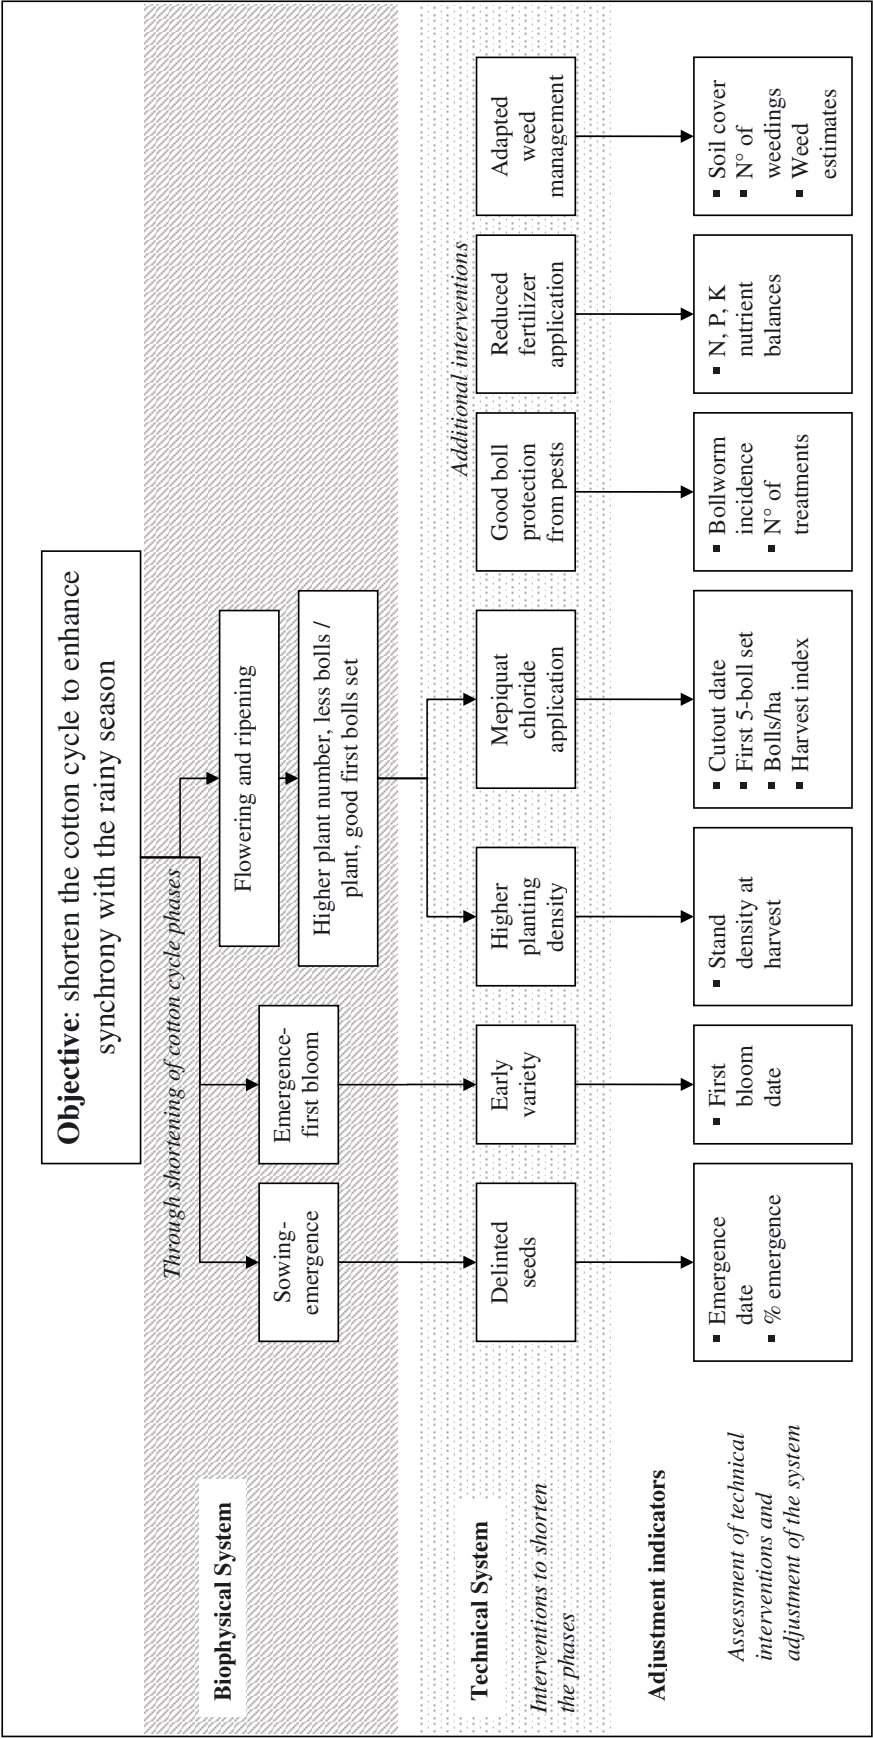 Objective: shorten the cotton cycle to enhance
synchrony with the rainy season
Through shortening of cotton cycle phases
Biophysical System
Sowing-
emergence
Emergence-
first bloom
Flowering and ripening
Higher plant number, less bolls /
plant, good first bolls set
Technical System
Interventions to shorten
the phases
Additional interventions
Delinted
seeds
Early
variety
Higher
planting
density
Mepiquat
chloride
application
Good boll
protection
from pests
Reduced
fertilizer
application
Adapted
weed
management
Adjustment indicators
Assessment of technical
interventions and
adjustment of the system
▪ Emergence
date
▪ % emergence
▪ First
bloom
date
▪ Stand
density at
harvest
▪ Cutout date
▪ First 5-boll set
▪ Bolls/ha
▪ Harvest index
▪ Bollworm
incidence
▪ N° of
treatments
▪ N, P, K
nutrient
balances
▪ Soil cover
▪ N° of
weedings
▪ Weed
estimates